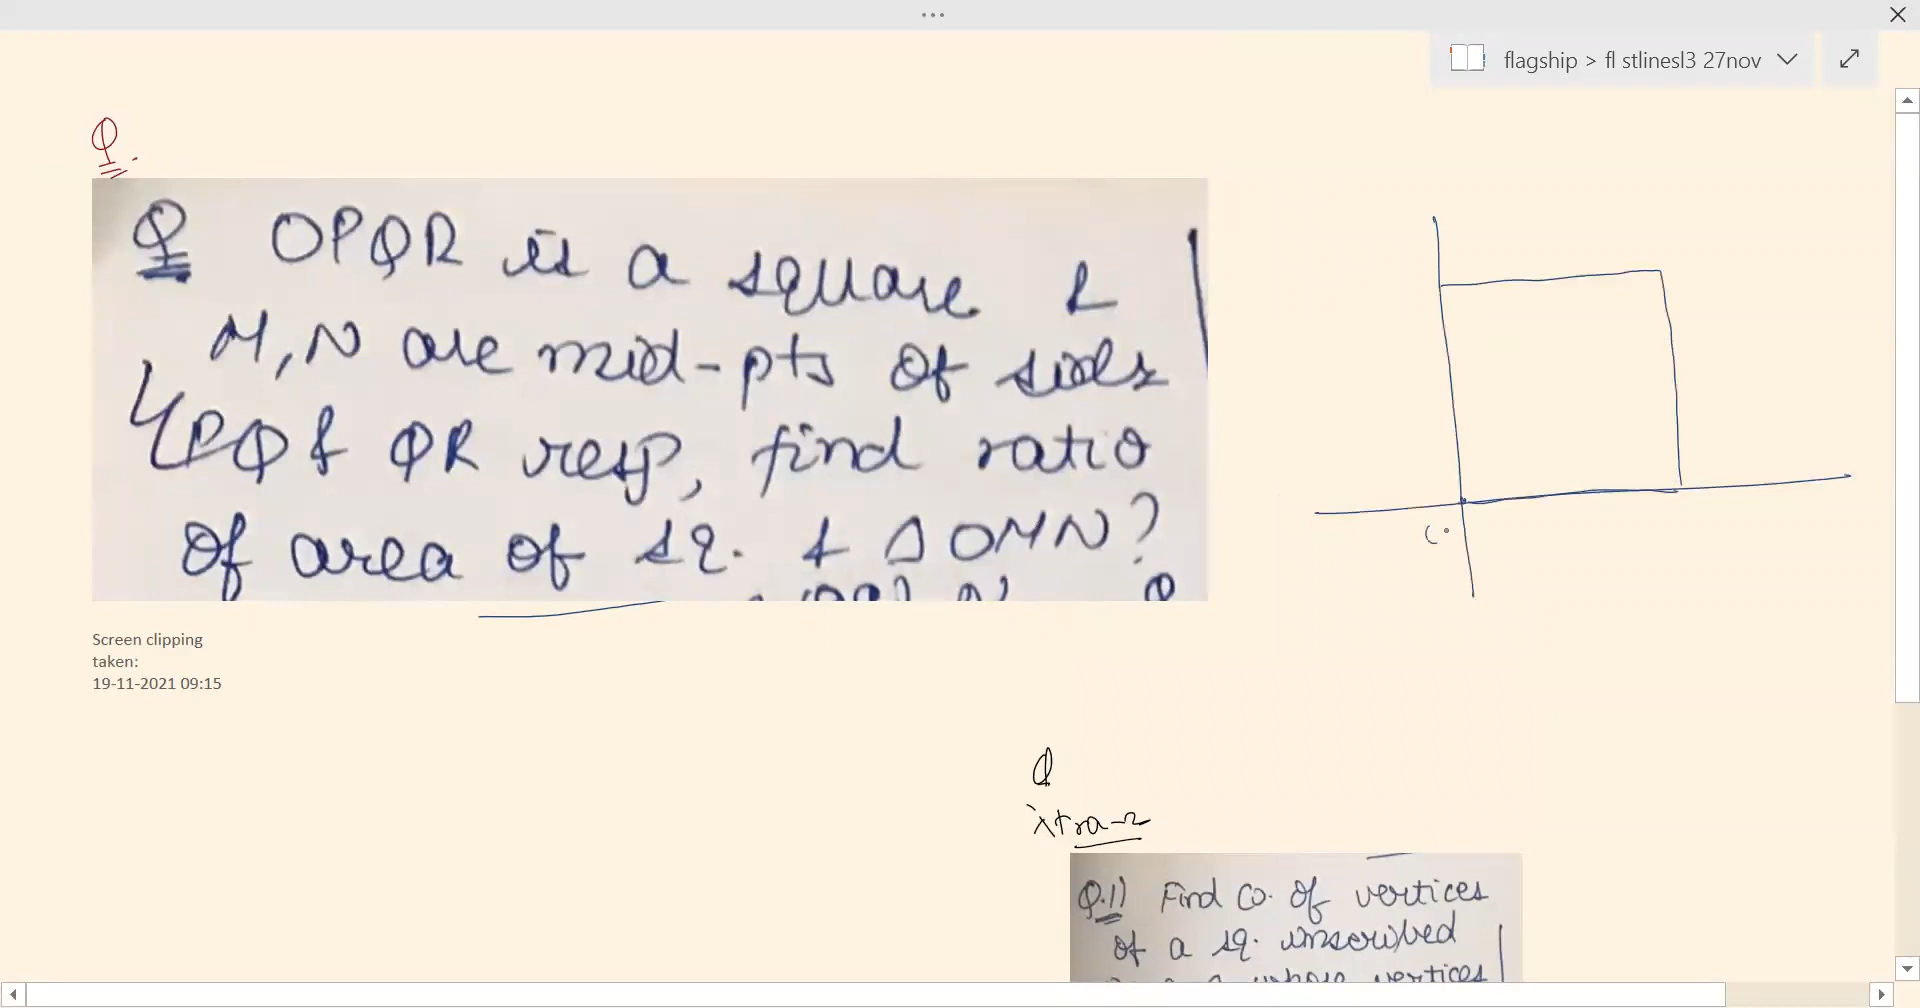 flagship > fl stlinesl3 27nov
Q.
Q OPQR is a square &
M, N are mid-pts of sides
PQ & QR resp, find ratio
of area of sq. & Δ OMN?
Screen clipping
taken:
19-11-2021 09:15
Q
xtra-2
Q.1) Find Co. of vertices
of a sq. inscribed
whose vertices